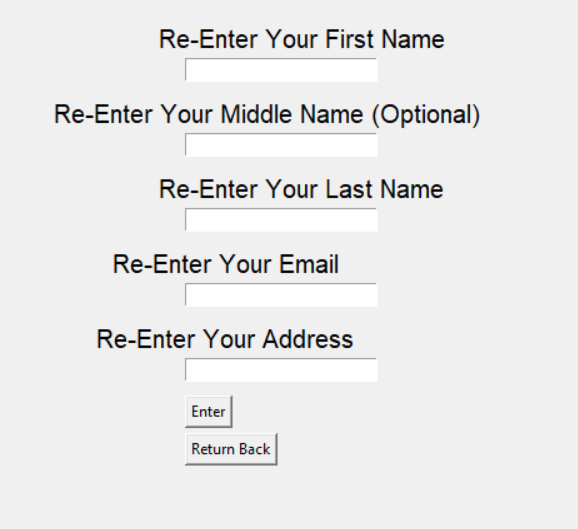 Re-Enter Your First Name
Re-Enter Your Middle Name (Optional)
Re-Enter Your Last Name
Re-Enter Your Email
Re-Enter Your Address
Enter
Return Back